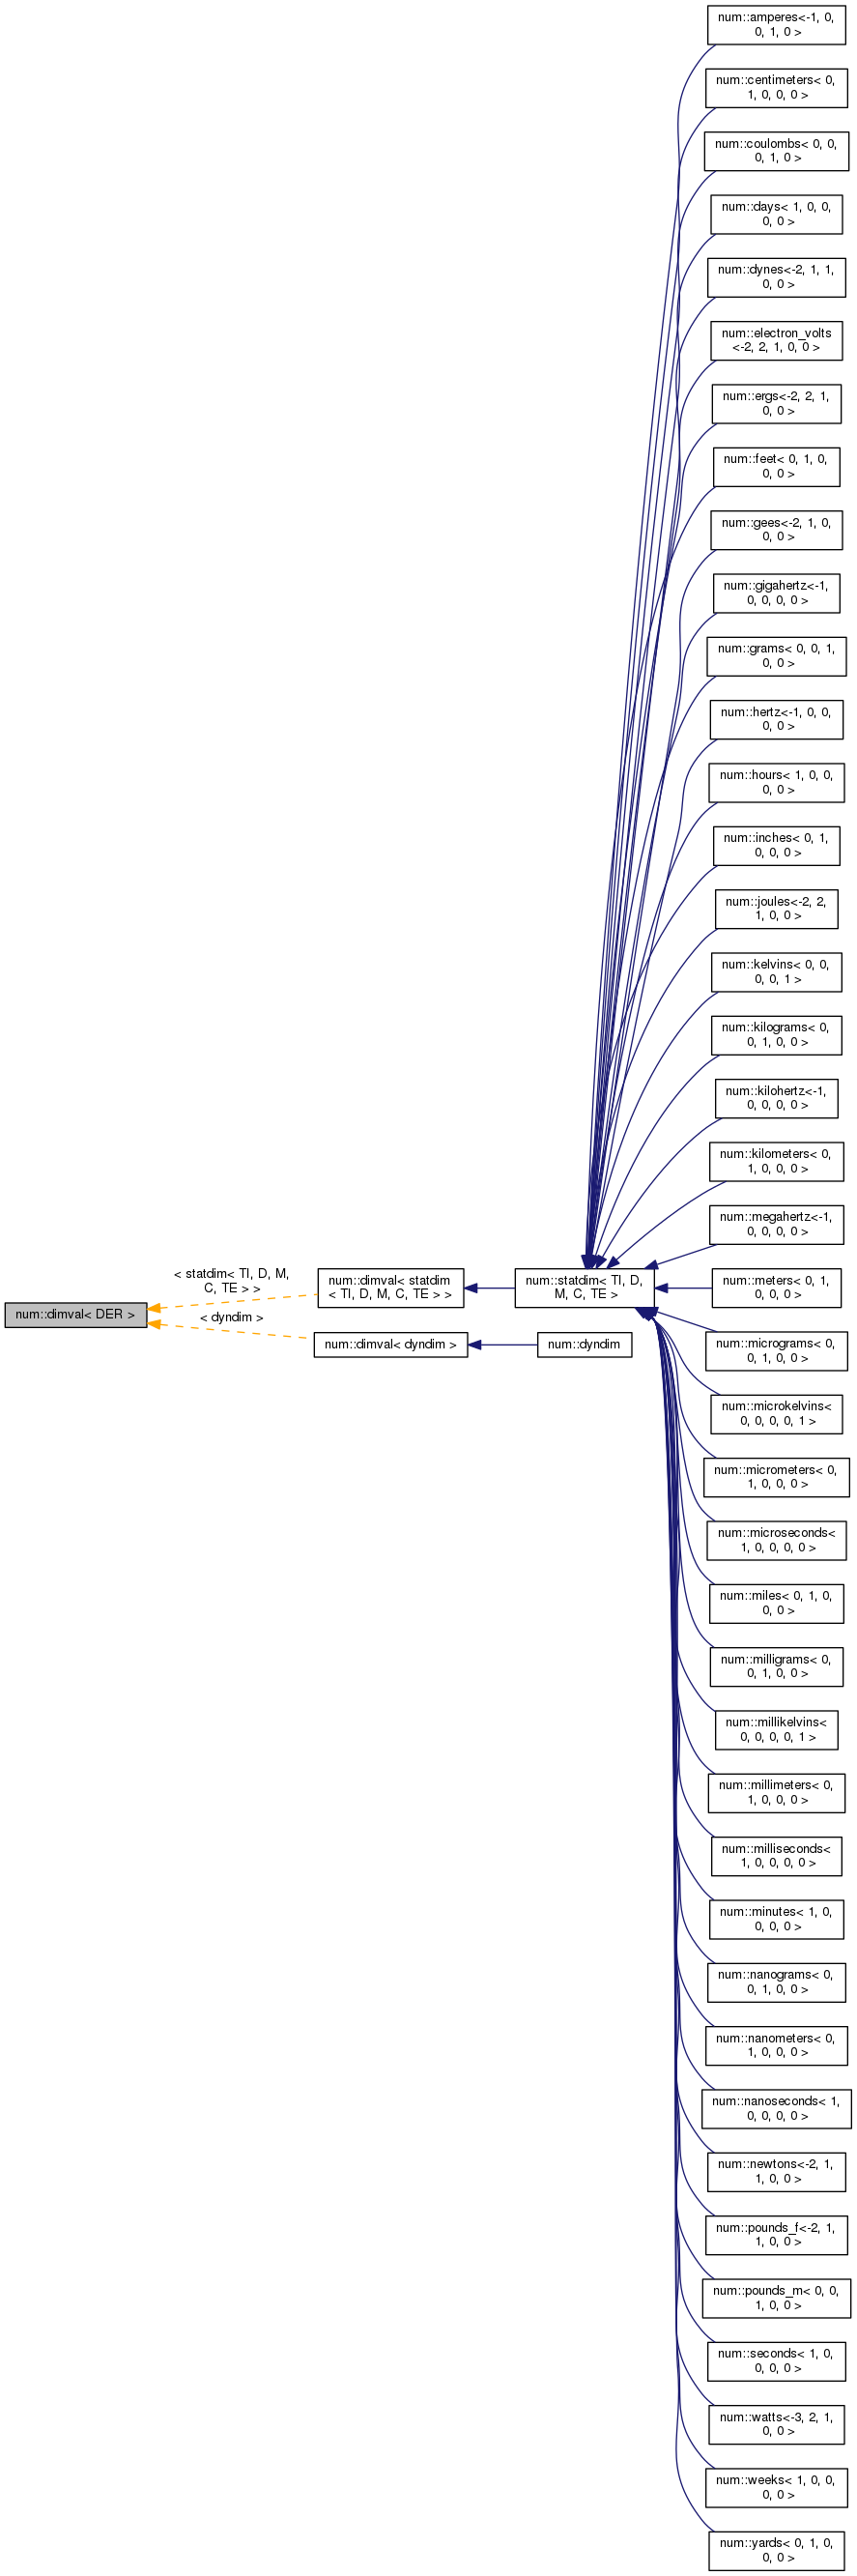 num::dimval< DER >
< statdim< TI, D, M,
C, TE > >
< dyndim >
num::dimval< statdim
< TI, D, M, C, TE > >
num::dimval< dyndim >
num::statdim< TI, D,
M, C, TE >
num::dyndim
num::amperes<-1, 0,
0, 1, 0 >
num::centimeters< 0,
1, 0, 0, 0 >
num::coulombs< 0, 0,
0, 1, 0 >
num::days< 1, 0, 0,
0, 0 >
num::dynes<-2, 1, 1,
0, 0 >
num::electron_volts
<-2, 2, 1, 0, 0 >
num::ergs<-2, 2, 1,
0, 0 >
num::feet< 0, 1, 0,
0, 0 >
num::gees<-2, 1, 0,
0, 0 >
num::gigahertz<-1,
0, 0, 0, 0 >
num::grams< 0, 0, 1,
0, 0 >
num::hertz<-1, 0, 0,
0, 0 >
num::hours< 1, 0, 0,
0, 0 >
num::inches< 0, 1,
0, 0, 0 >
num::joules<-2, 2,
1, 0, 0 >
num::kelvins< 0, 0,
0, 0, 1 >
num::kilograms< 0,
0, 1, 0, 0 >
num::kilohertz<-1,
0, 0, 0, 0 >
num::kilometers< 0,
1, 0, 0, 0 >
num::megahertz<-1,
0, 0, 0, 0 >
num::meters< 0, 1,
0, 0, 0 >
num::micrograms< 0,
0, 1, 0, 0 >
num::microkelvins<
0, 0, 0, 0, 1 >
num::micrometers< 0,
1, 0, 0, 0 >
num::microseconds<
1, 0, 0, 0, 0 >
num::miles< 0, 1, 0,
0, 0 >
num::milligrams< 0,
0, 1, 0, 0 >
num::millikelvins<
0, 0, 0, 0, 1 >
num::millimeters< 0,
1, 0, 0, 0 >
num::milliseconds<
1, 0, 0, 0, 0 >
num::minutes< 1, 0,
0, 0, 0 >
num::nanograms< 0,
0, 1, 0, 0 >
num::nanometers< 0,
1, 0, 0, 0 >
num::nanoseconds< 1,
0, 0, 0, 0 >
num::newtons<-2, 1,
1, 0, 0 >
num::pounds_f<-2, 1,
1, 0, 0 >
num::pounds_m< 0, 0,
1, 0, 0 >
num::seconds< 1, 0,
0, 0, 0 >
num::watts<-3, 2, 1,
0, 0 >
num::weeks< 1, 0, 0,
0, 0 >
num::yards< 0, 1, 0,
0, 0 >